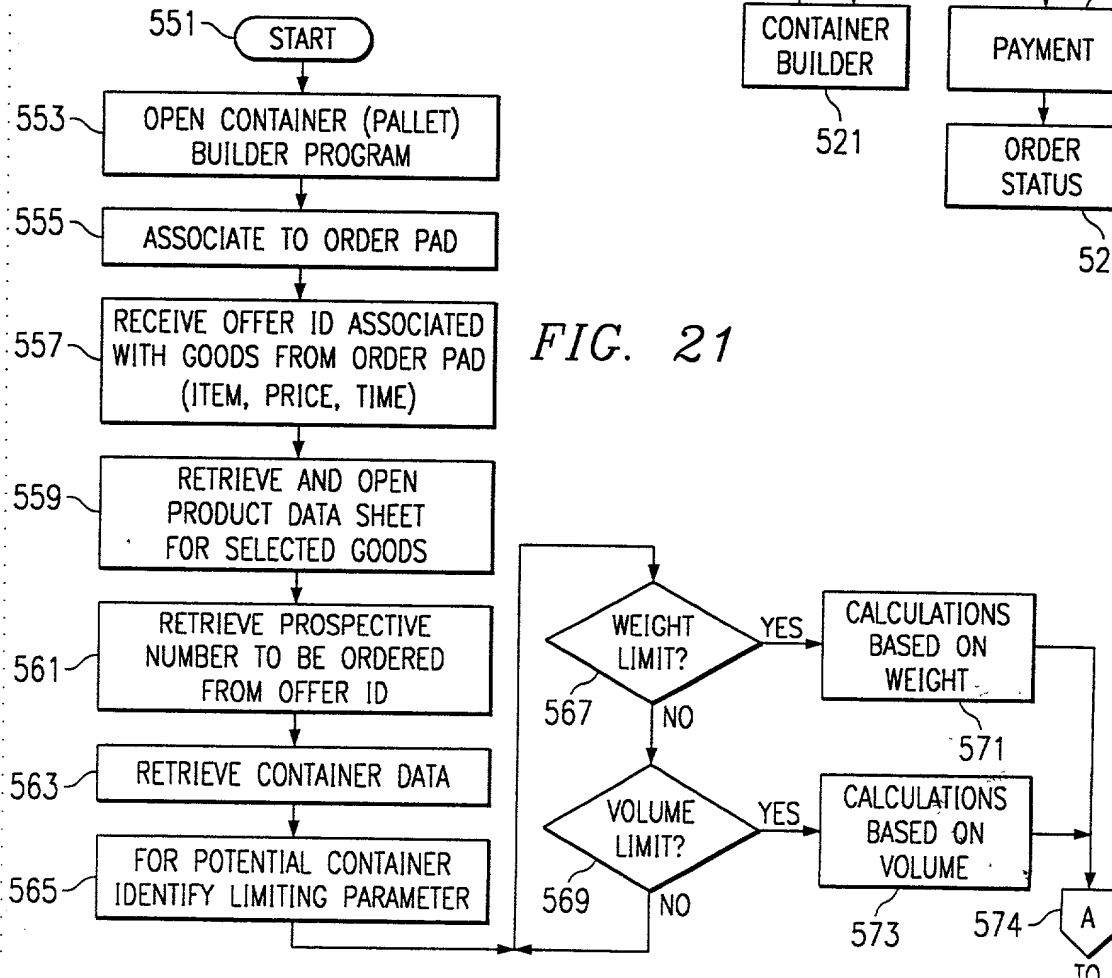 551
START
553
OPEN CONTAINER (PALLET)
BUILDER PROGRAM
555
ASSOCIATE TO ORDER PAD
557
RECEIVE OFFER ID ASSOCIATED
WITH GOODS FROM ORDER PAD
(ITEM, PRICE, TIME)
559
RETRIEVE AND OPEN
PRODUCT DATA SHEET
FOR SELECTED GOODS
561
RETRIEVE PROSPECTIVE
NUMBER TO BE ORDERED
FROM OFFER ID
563
RETRIEVE CONTAINER DATA
565
FOR POTENTIAL CONTAINER
IDENTIFY LIMITING PARAMETER
CONTAINER
BUILDER
521
PAYMENT
ORDER
STATUS
52
FIG. 21
WEIGHT
LIMIT?
567
YES
NO
CALCULATIONS
BASED ON
WEIGHT
571
VOLUME
LIMIT?
569
YES
NO
CALCULATIONS
BASED ON
VOLUME
573
574
A
TO